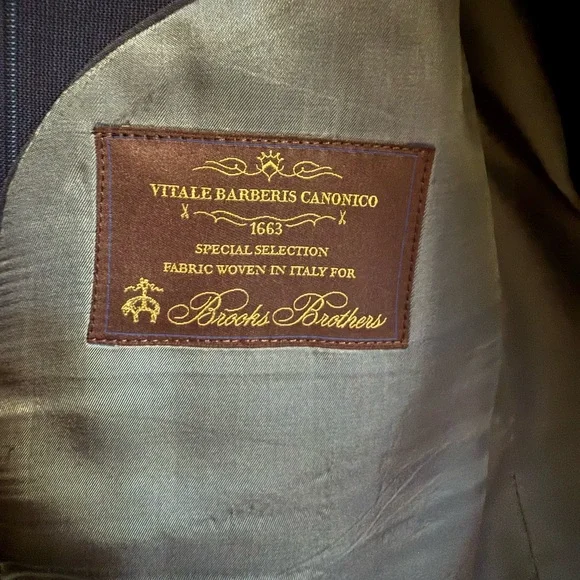 VITALE BARBERIS CANONICO
1663
SPECIAL SELECTION
FABRIC WOVEN IN ITALY FOR
Brooks Brothers